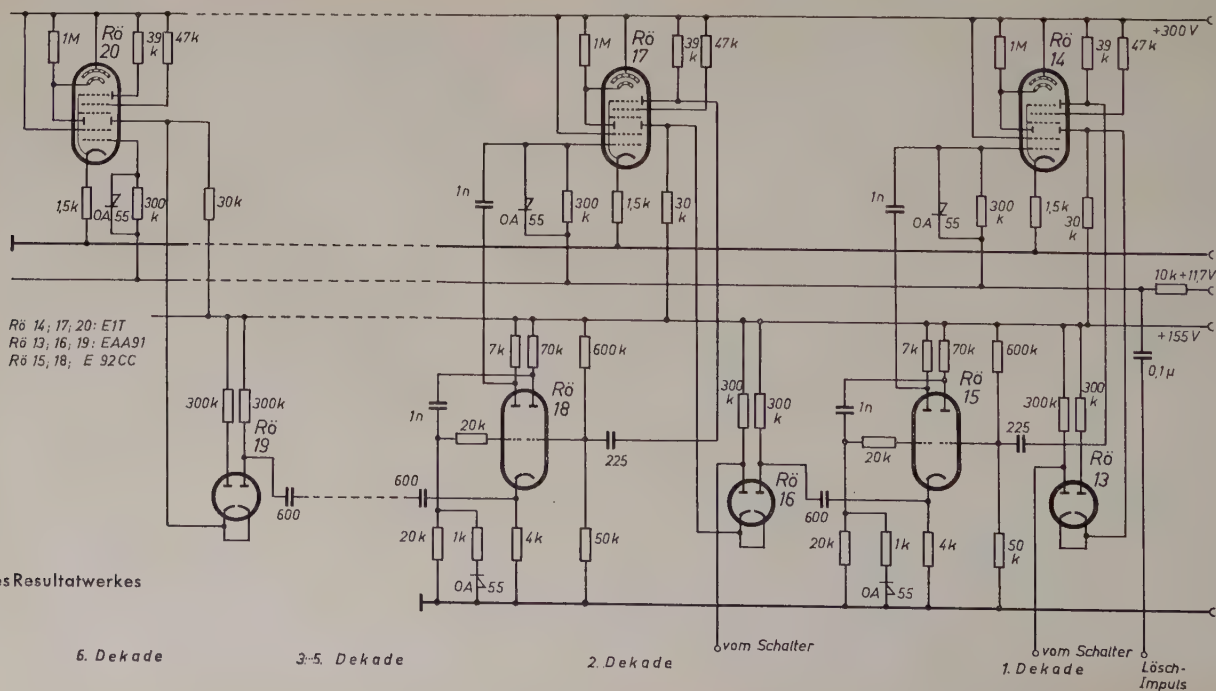 1M
Rö
20
39
k
47k
1M
Rö
17
39
k
47k
1M
Rö
14
39
k
47k
+300V
1,5k
OA
55
300
k
30k
1n
OA
55
300
k
1,5k
30
k
1n
OA
55
300
k
1,5k
30
k
10k+11,7V
Rö 14; 17; 20: E1T
Rö 13; 16; 19: EAA91
Rö 15; 18; E 92CC
+155V
0,1µ
300k
300k
Rö
19
600
7k
70k
600k
Rö
18
1n
20k
225
600
20k
1k
4k
50k
OA
55
300
k
300
k
Rö
16
600
7k
70k
600k
Rö
15
1n
20k
225
20k
1k
4k
50
k
OA
55
300k
300
k
Rö
13
es Resultatwerkes
6. Dekade
3···5. Dekade
2. Dekade
vom Schalter
vom Schalter
1. Dekade
Lösch-
Impuls